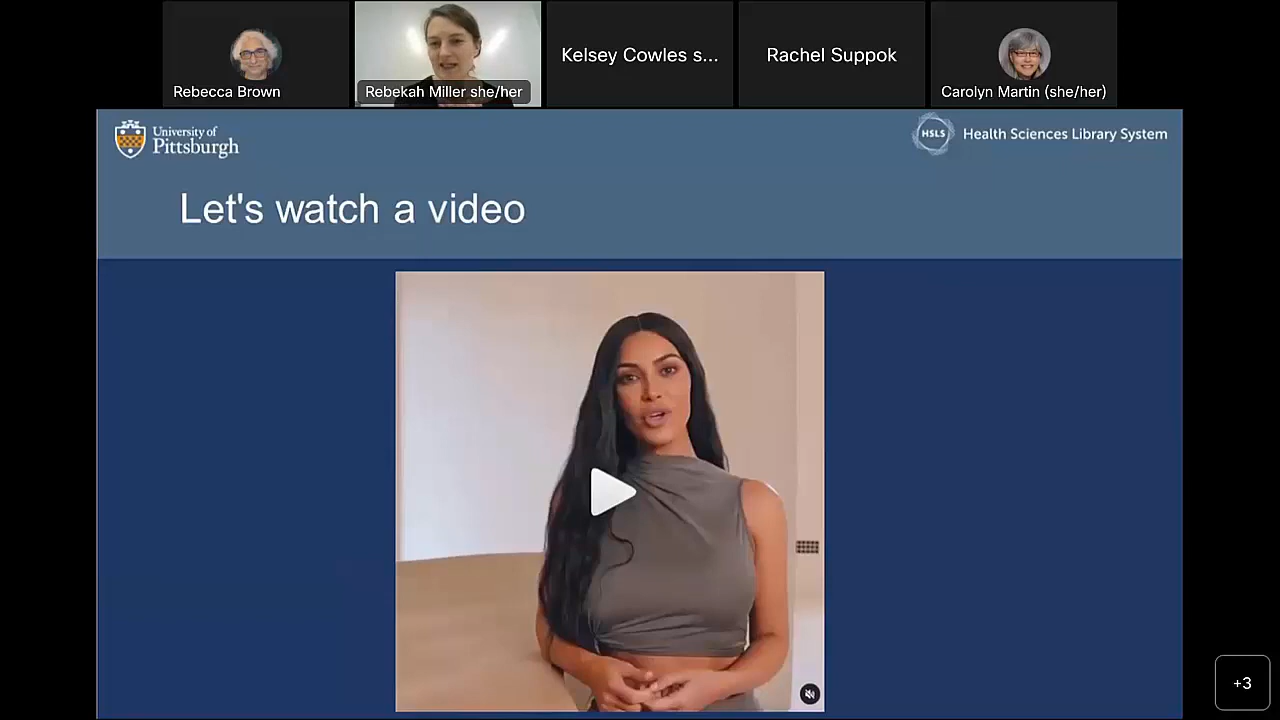 Rebecca Brown
Rebekah Miller she/her
Kelsey Cowles s...
Rachel Suppok
Carolyn Martin (she/her)
University of
Pittsburgh
HSLS
Health Sciences Library System
Let's watch a video
+3